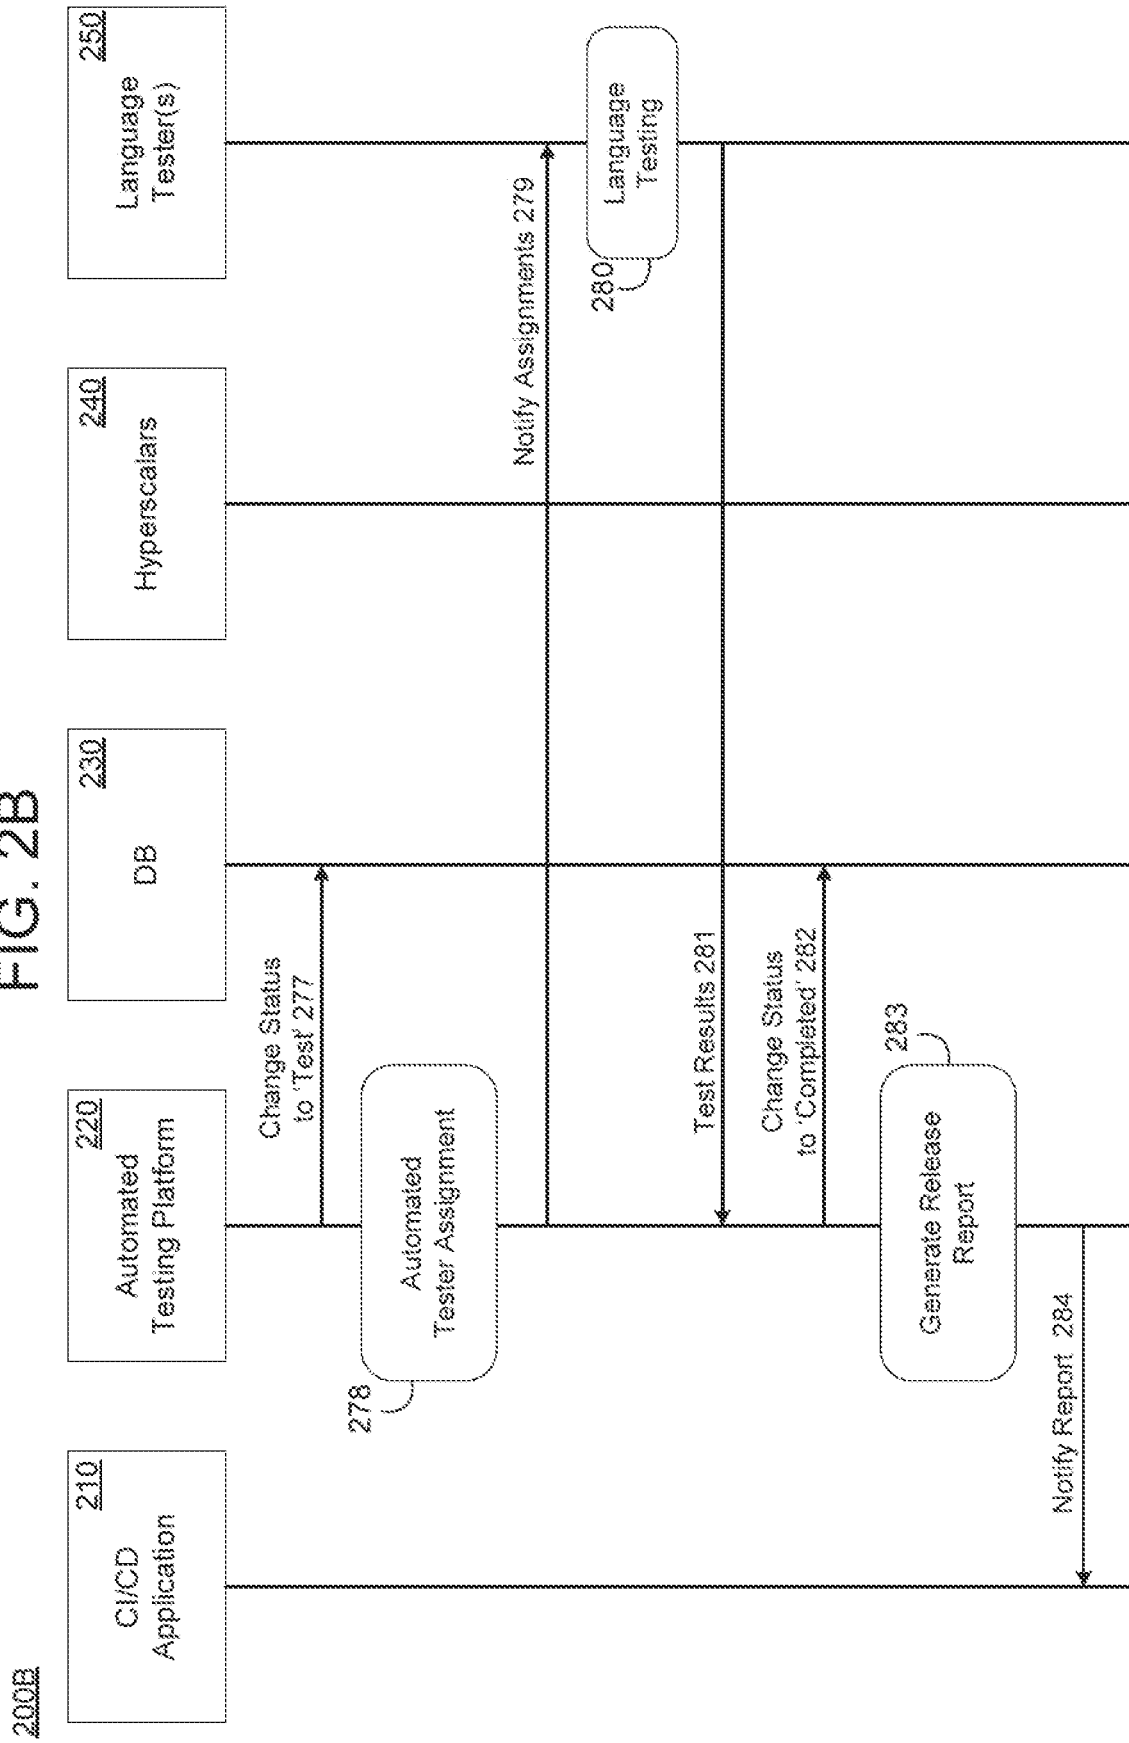 200B
FIG. 2B
210
CI/CD
Application
220
Automated
Testing Platform
230
DB
240
Hyperscalars
250
Language
Tester(s)
Change Status
to 'Test' 277
278
Automated
Tester Assignment
Notify Assignments 279
280
Language
Testing
Test Results 281
Change Status
to 'Completed' 282
283
Generate Release
Report
Notify Report 284